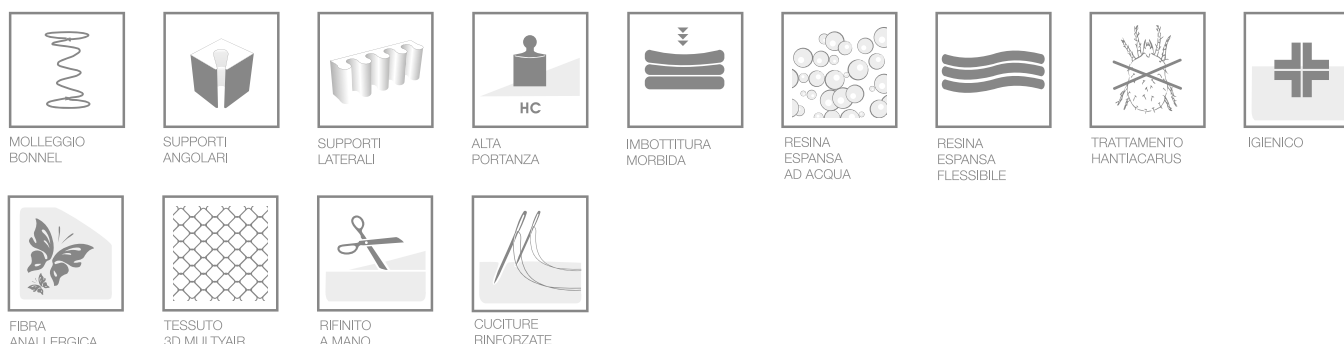 HC
MOLLEGGIO
BONNEL
SUPPORTI
ANGOLARI
SUPPORTI
LATERALI
ALTA
PORTANZA
IMBOTTITURA
MORBIDA
RESINA
ESPANSA
AD ACQUA
RESINA
ESPANSA
FLESSIBILE
TRATTAMENTO
HANTIACARUS
IGIENICO
FIBRA
ANALLERGICA
TESSUTO
3D MULTYAIR
RIFINITO
A MANO
CUCITURE
RINFORZATE